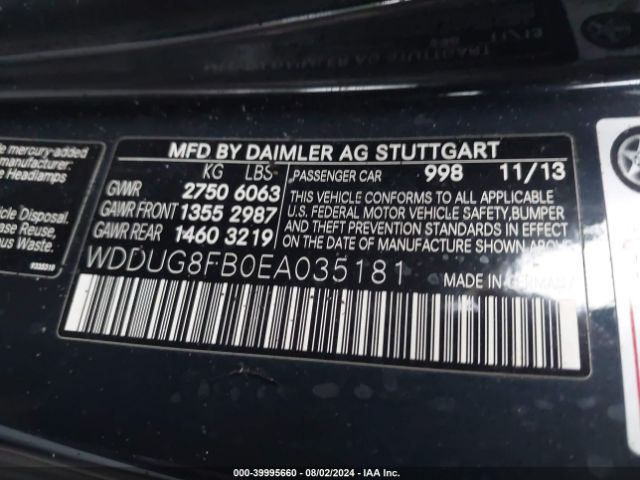 MFD BY DAIMLER AG STUTTGART
KG LBS PASSENGER CAR 998 11/13
GVWR 2750 6063
GAWR FRONT 1355 2987
GAWR REAR 1460 3219
THIS VEHICLE CONFORMS TO ALL APPLICABLE
U.S. FEDERAL MOTOR VEHICLE SAFETY, BUMPER
AND THEFT PREVENTION STANDARDS IN EFFECT
ON THE DATE OF MANUFACTURE SHOWN ABOVE.
WDDUG8FB0EA035181
MADE IN GERMANY
mercury-added
manufacturer.
Headlamps
Disposal.
Reuse,
Waste.
000-39995660 - 08/02/2024 - IAA Inc.